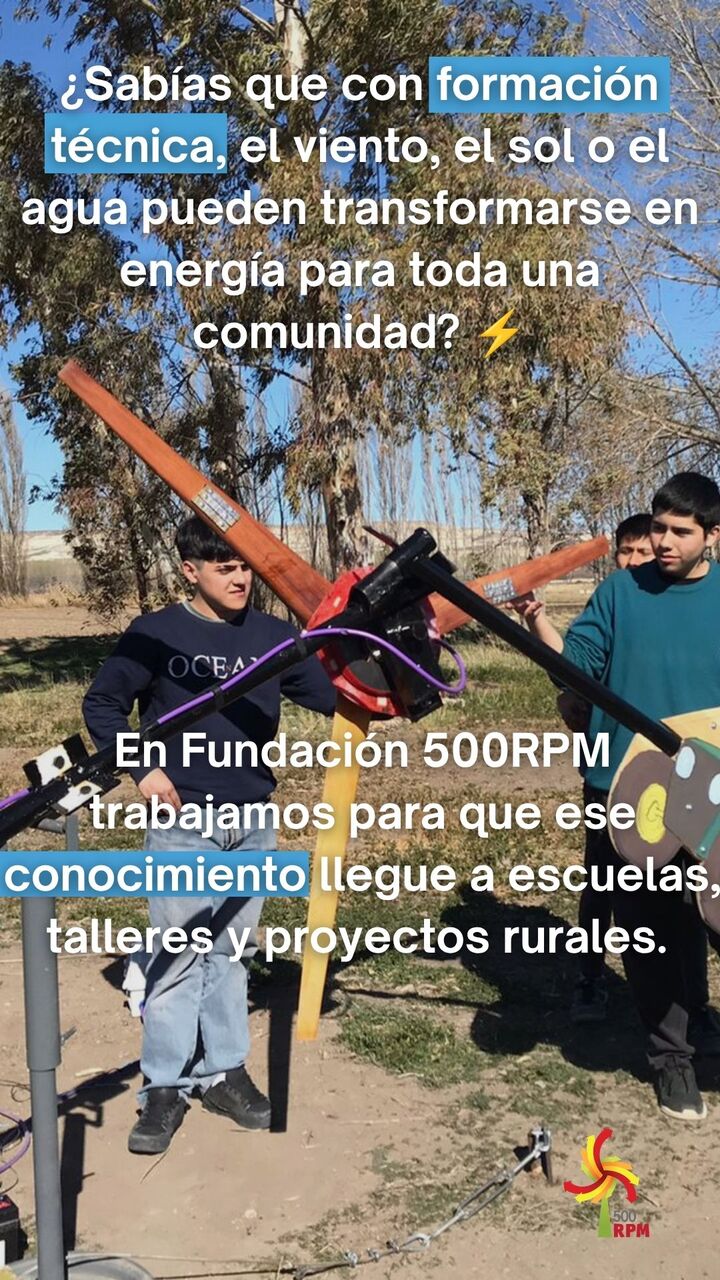 ¿Sabías que con formación
técnica, el viento, el sol o el
agua pueden transformarse en
energía para toda una
comunidad? ⚡
OCEAN
En Fundación 500RPM
trabajamos para que ese
conocimiento llegue a escuelas,
talleres y proyectos rurales.
500
RPM